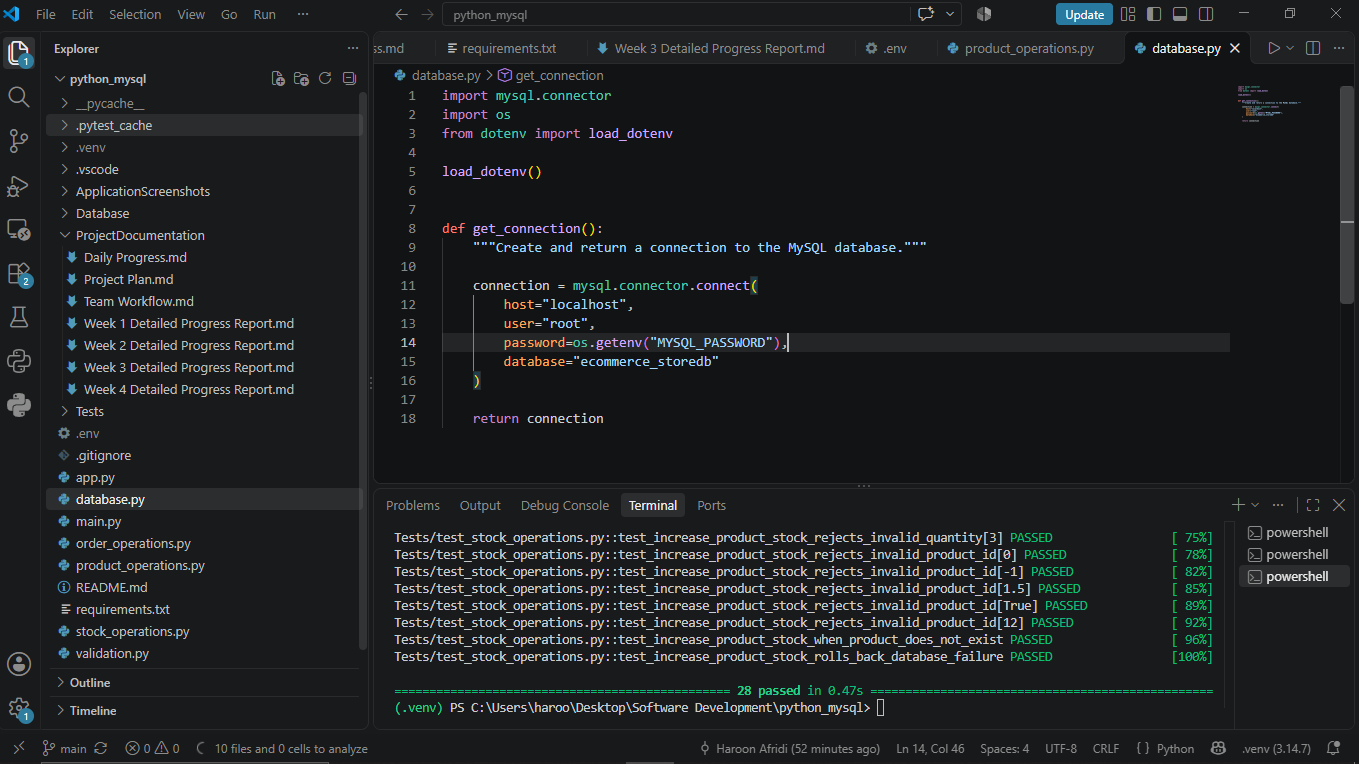 File Edit Selection View Go Run ··· python_mysql Update
Explorer ···
python_mysql
__pycache__
.pytest_cache
.venv
.vscode
ApplicationScreenshots
Database
ProjectDocumentation
Daily Progress.md
Project Plan.md
Team Workflow.md
Week 1 Detailed Progress Report.md
Week 2 Detailed Progress Report.md
Week 3 Detailed Progress Report.md
Week 4 Detailed Progress Report.md
Tests
.env
.gitignore
app.py
database.py
main.py
order_operations.py
product_operations.py
README.md
requirements.txt
stock_operations.py
validation.py
Outline
Timeline
1
2
1
ss.md requirements.txt Week 3 Detailed Progress Report.md .env product_operations.py database.py
database.py > get_connection
1 import mysql.connector
2 import os
3 from dotenv import load_dotenv
4
5 load_dotenv()
6
7
8 def get_connection():
9 """Create and return a connection to the MySQL database."""
10
11 connection = mysql.connector.connect(
12 host="localhost",
13 user="root",
14 password=os.getenv("MYSQL_PASSWORD"),
15 database="ecommerce_storedb"
16 )
17
18 return connection
Problems Output Debug Console Terminal Ports
Tests/test_stock_operations.py::test_increase_product_stock_rejects_invalid_quantity[3] PASSED [ 75%]
Tests/test_stock_operations.py::test_increase_product_stock_rejects_invalid_product_id[0] PASSED [ 78%]
Tests/test_stock_operations.py::test_increase_product_stock_rejects_invalid_product_id[-1] PASSED [ 82%]
Tests/test_stock_operations.py::test_increase_product_stock_rejects_invalid_product_id[1.5] PASSED [ 85%]
Tests/test_stock_operations.py::test_increase_product_stock_rejects_invalid_product_id[True] PASSED [ 89%]
Tests/test_stock_operations.py::test_increase_product_stock_rejects_invalid_product_id[12] PASSED [ 92%]
Tests/test_stock_operations.py::test_increase_product_stock_when_product_does_not_exist PASSED [ 96%]
Tests/test_stock_operations.py::test_increase_product_stock_rolls_back_database_failure PASSED [100%]
================================================ 28 passed in 0.47s =================================================
(.venv) PS C:\Users\haroo\Desktop\Software Development\python_mysql>
powershell
powershell
powershell
main 0 0 10 files and 0 cells to analyze Haroon Afridi (52 minutes ago) Ln 14, Col 46 Spaces: 4 UTF-8 CRLF { } Python .venv (3.14.7)